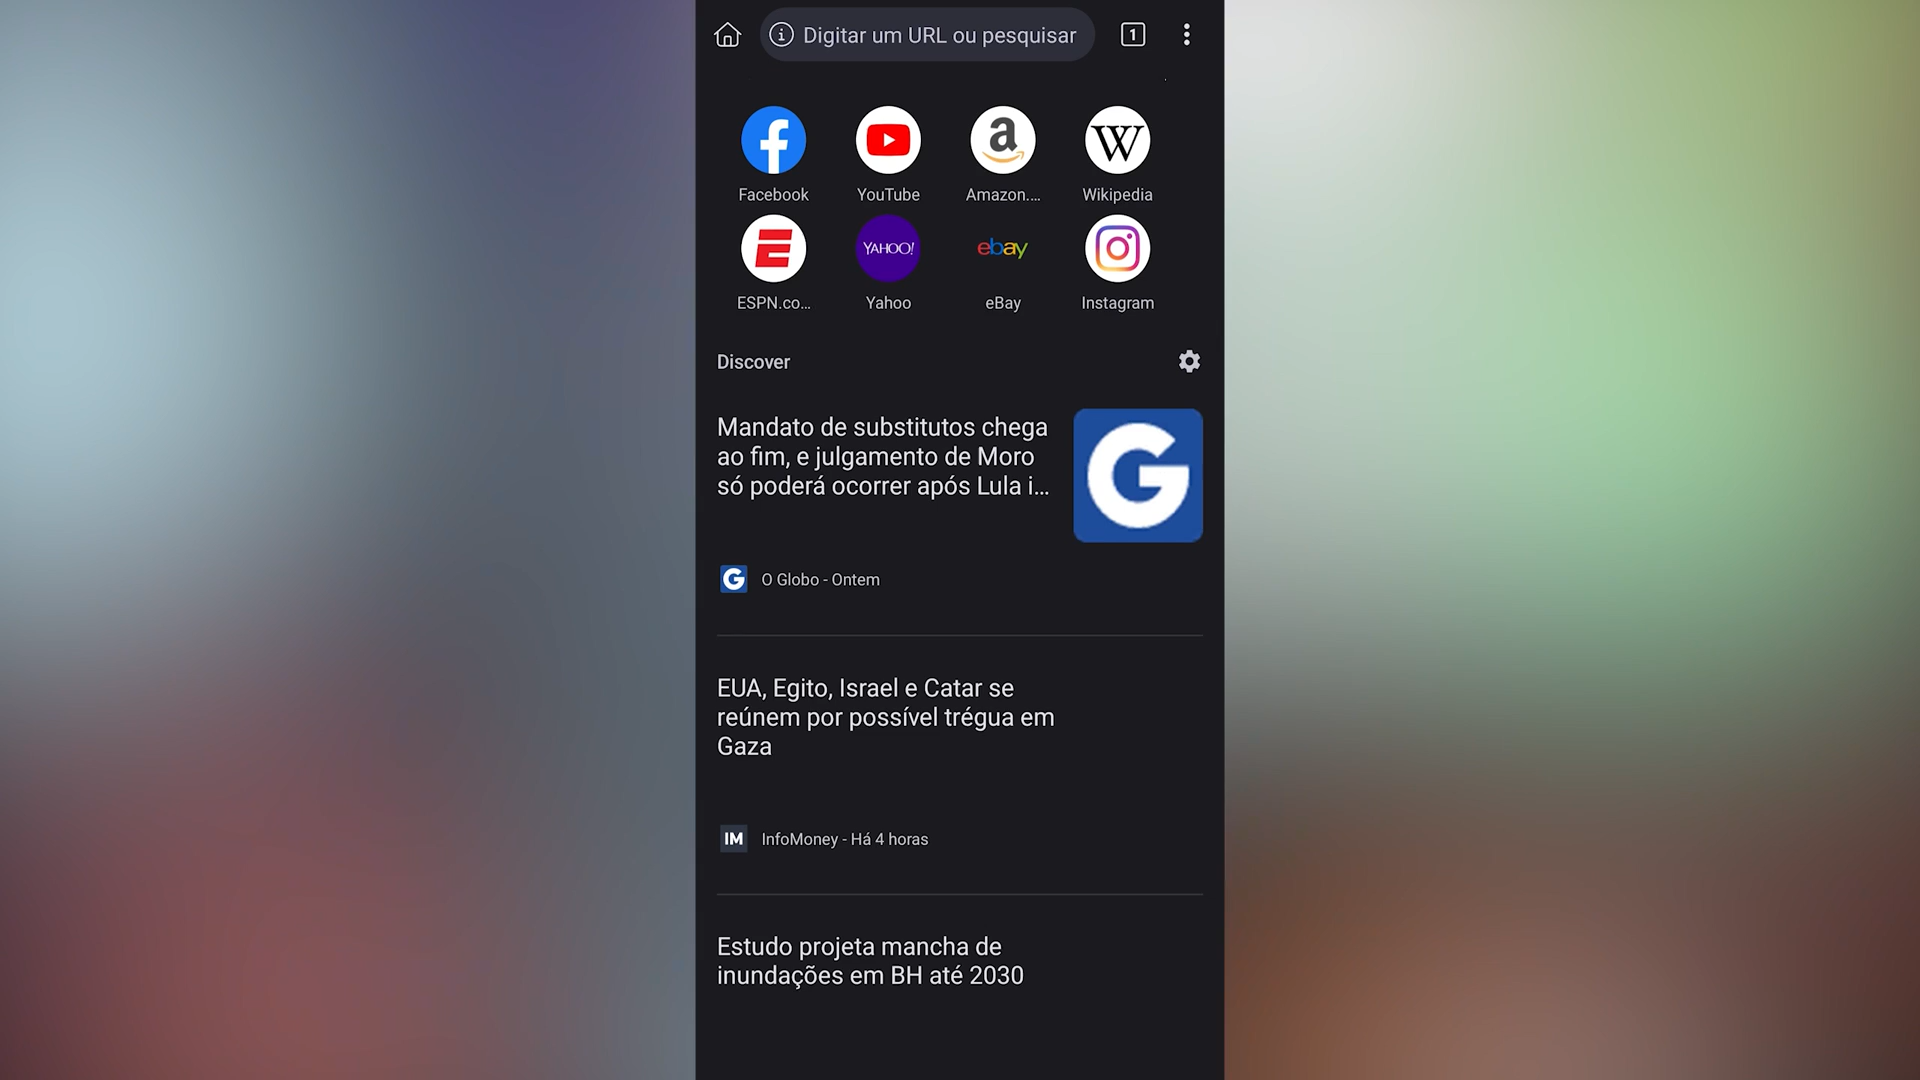 Digitar um URL ou pesquisar
1
Facebook
YouTube
a
Amazon....
W
Wikipedia
E
ESPN.co...
YAHOO!
Yahoo
ebay
eBay
Instagram
Discover
Mandato de substitutos chega
ao fim, e julgamento de Moro
só poderá ocorrer após Lula i...
G
G
O Globo - Ontem
EUA, Egito, Israel e Catar se
reúnem por possível trégua em
Gaza
IM
InfoMoney - Há 4 horas
Estudo projeta mancha de
inundações em BH até 2030